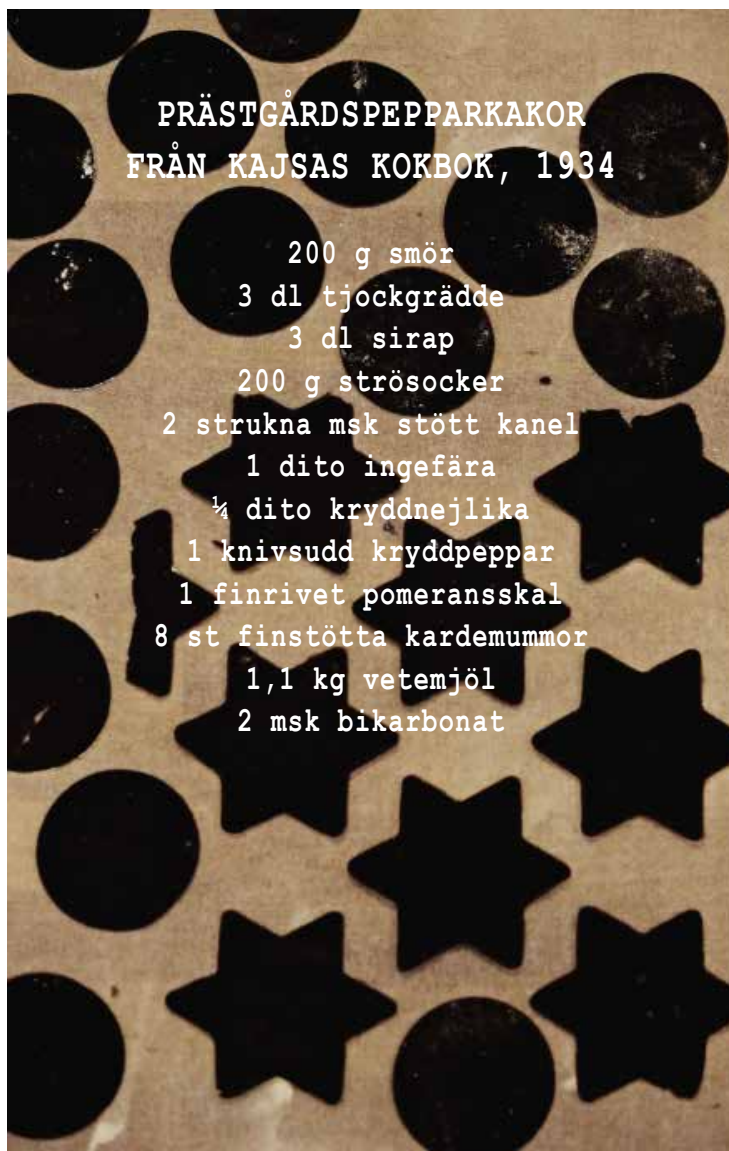 PRÄSTGÅRDSPEPPARKAKOR
FRÅN KAJSAS KOKBOK, 1934
200 g smör
3 dl tjockgrädde
3 dl sirap
200 g strösocker
2 strukna msk stött kanel
1 dito ingefära
¼ dito kryddnejlika
1 knivsudd kryddpeppar
1 finrivet pomeransskal
8 st finstötta kardemummor
1,1 kg vetemjöl
2 msk bikarbonat